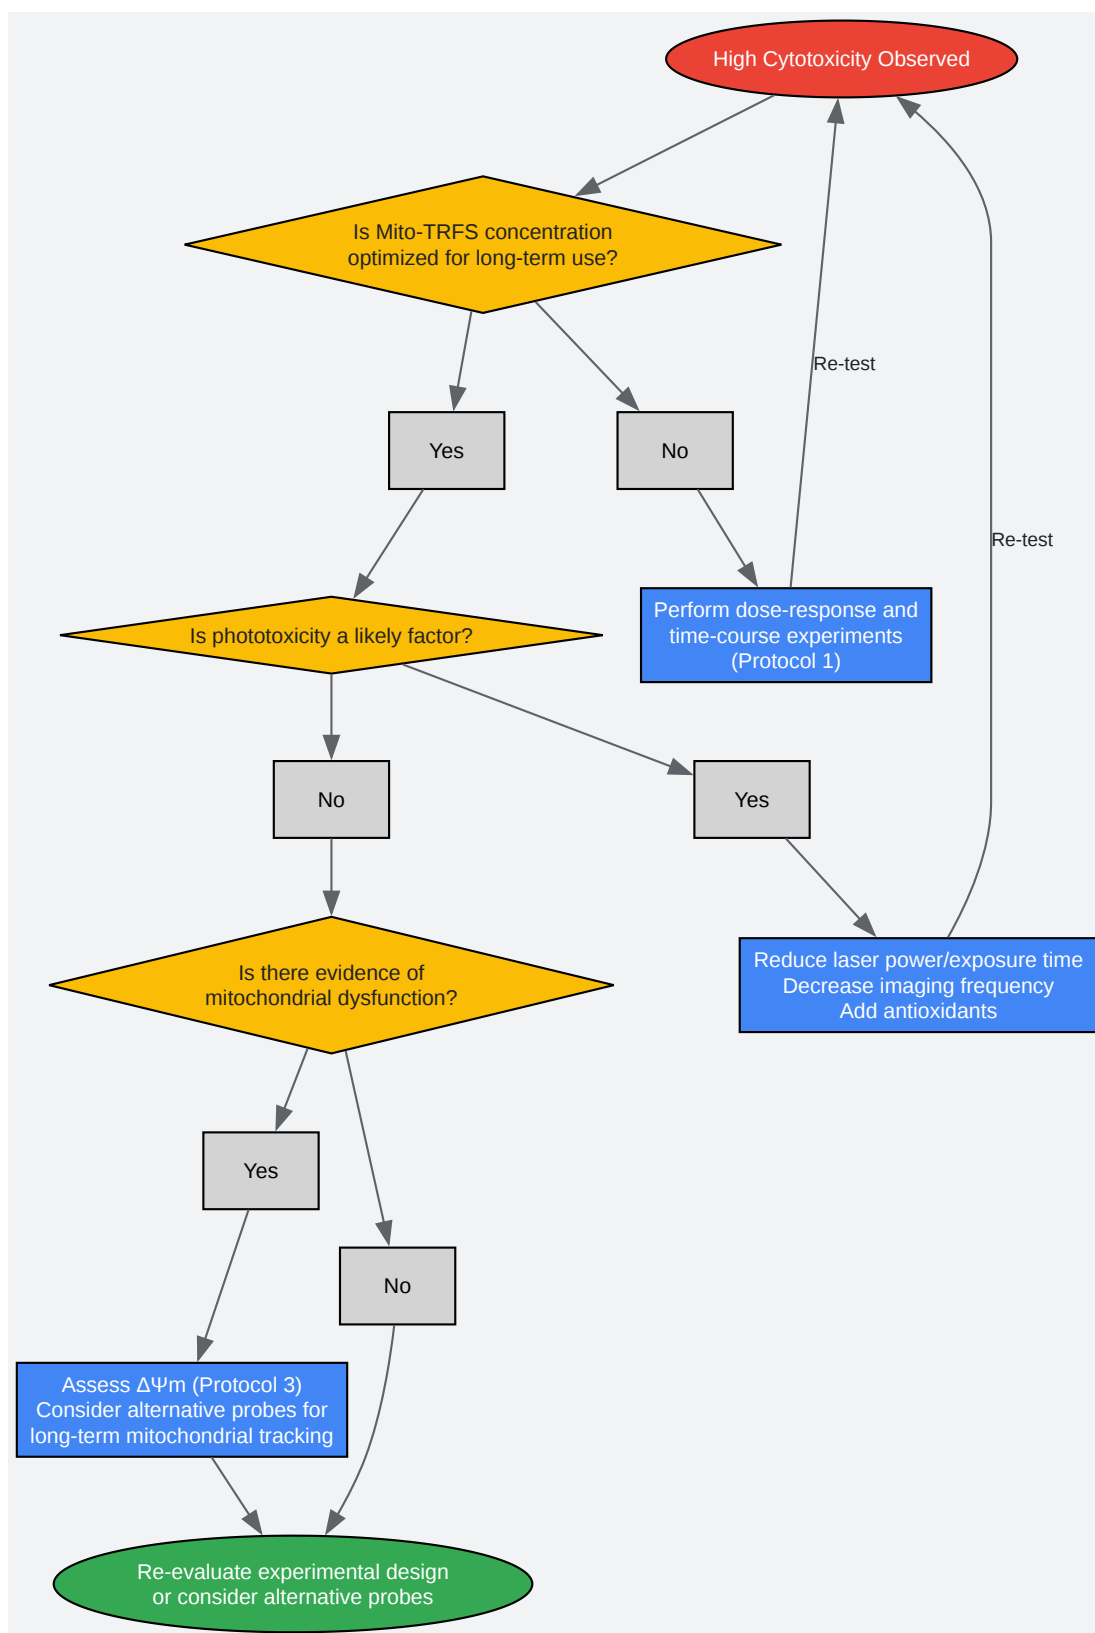 High Cytotoxicity Observed
Is Mito-TRFS concentration
optimized for long-term use?
Re-test
Yes
No
Re-test
Perform dose-response and
time-course experiments
(Protocol 1)
Is phototoxicity a likely factor?
No
Yes
Reduce laser power/exposure time
Decrease imaging frequency
Add antioxidants
Is there evidence of
mitochondrial dysfunction?
Yes
No
Assess ΔΨm (Protocol 3)
Consider alternative probes for
long-term mitochondrial tracking
Re-evaluate experimental design
or consider alternative probes